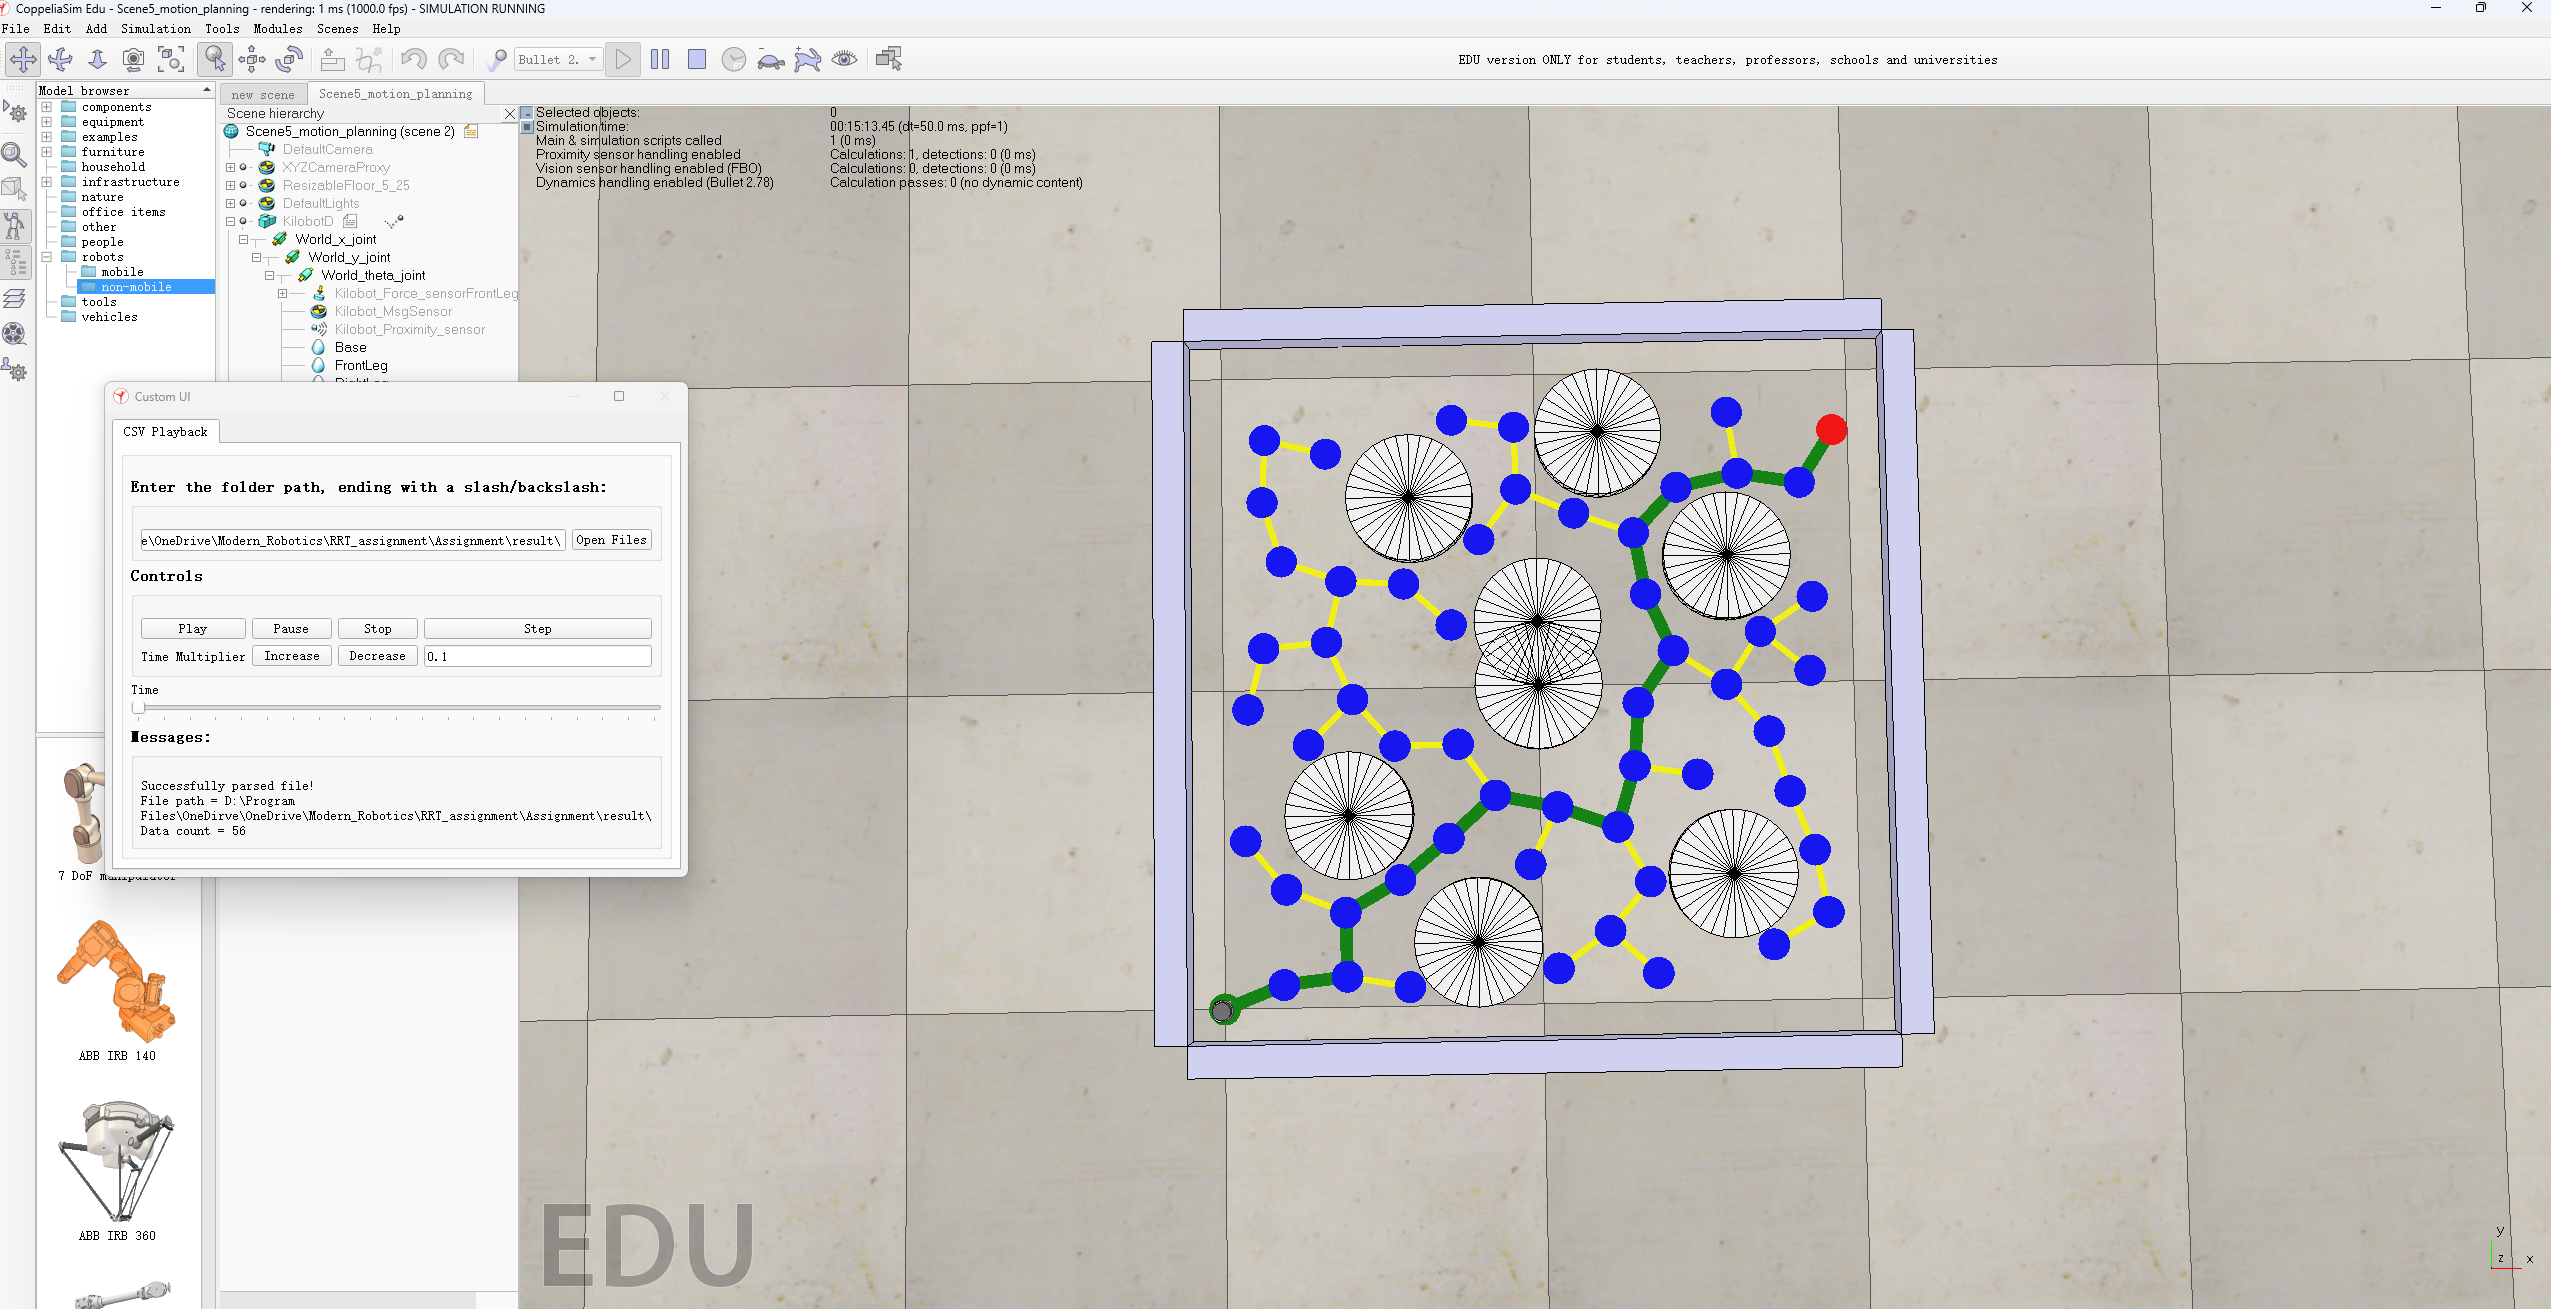 CoppeliaSim Edu - Scene5_motion_planning - rendering: 1 ms (1000.0 fps) - SIMULATION RUNNING
File Edit Add Simulation Tools Modules Scenes Help
Bullet 2.
EDU version ONLY for students, teachers, professors, schools and universities
Model browser
components
equipment
examples
furniture
household
infrastructure
nature
office items
other
people
robots
mobile
non-mobile
tools
vehicles
7 DoF manipulator
ABB IRB 140
ABB IRB 360
new scene
Scene5_motion_planning
Scene hierarchy
Scene5_motion_planning (scene 2)
DefaultCamera
XYZCameraProxy
ResizableFloor_5_25
DefaultLights
KilobotD
World_x_joint
World_y_joint
World_theta_joint
Kilobot_Force_sensorFrontLeg
Kilobot_MsgSensor
Kilobot_Proximity_sensor
Base
FrontLeg
Selected objects: 0
Simulation time: 00:15:13.45 (dt=50.0 ms, ppf=1)
Main & simulation scripts called 1 (0 ms)
Proximity sensor handling enabled Calculations: 1, detections: 0 (0 ms)
Vision sensor handling enabled (FBO) Calculations: 0, detections: 0 (0 ms)
Dynamics handling enabled (Bullet 2.78) Calculation passes: 0 (no dynamic content)
Custom UI
CSV Playback
Enter the folder path, ending with a slash/backslash:
e\OneDrive\Modern_Robotics\RRT_assignment\Assignment\result\ Open Files
Controls
Play Pause Stop Step
Time Multiplier Increase Decrease 0.1
Time
Messages:
Successfully parsed file!
File path = D:\Program
Files\OneDirve\OneDrive\Modern_Robotics\RRT_assignment\Assignment\result\
Data count = 56
EDU
y
z x